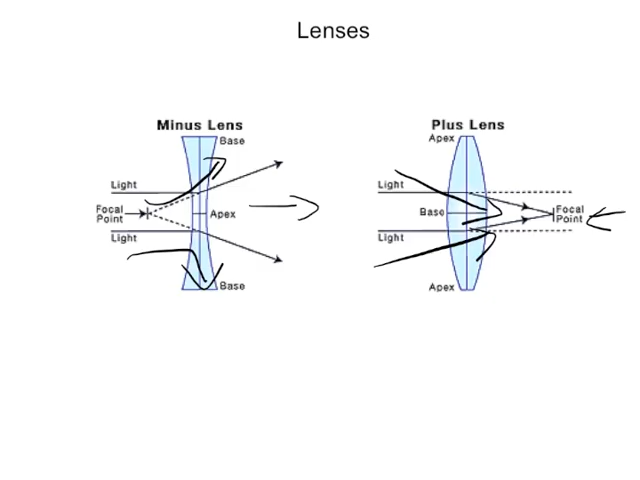 Lenses
Minus Lens
Base
Light
Focal
Point
Apex
Light
Base
Plus Lens
Apex
Light
Base
Focal
Point
Light
Apex